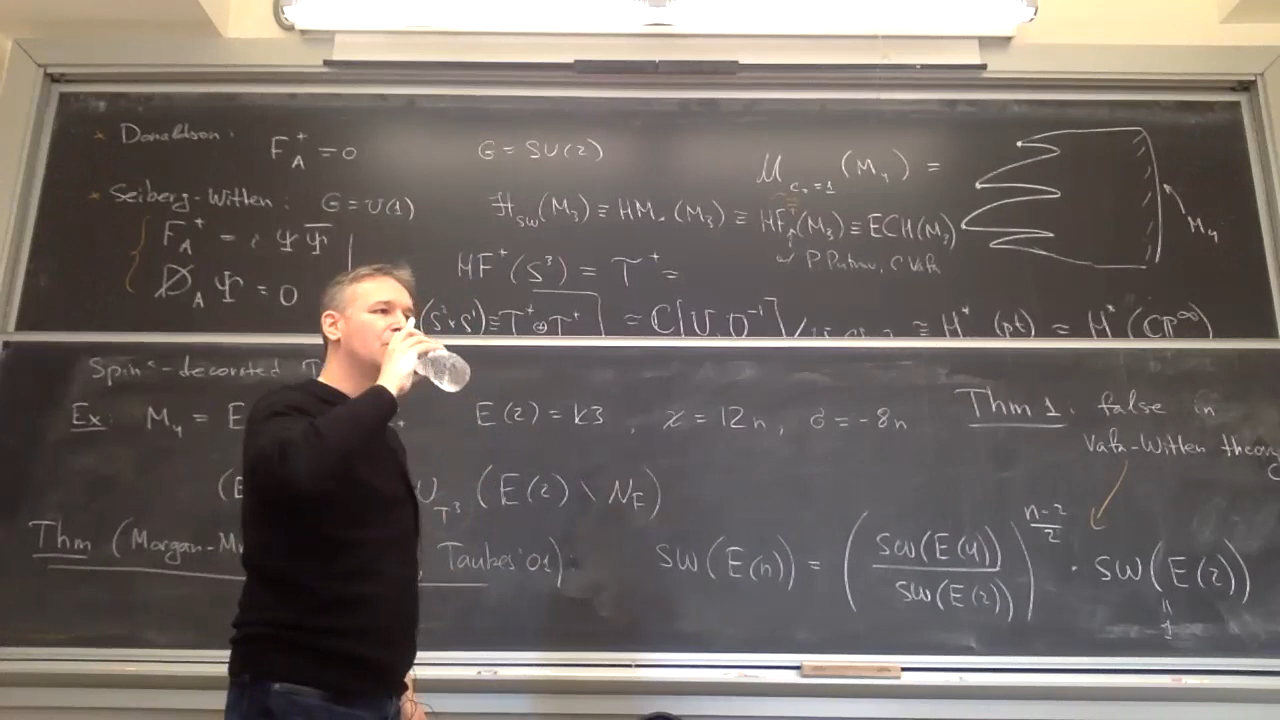 * Donaldson: F_A^+ = 0 G = SU(2) M_{c_2=1} (M_4) =
* Seiberg-Witten: G = U(1) H_SW(M_3) ≡ HM (M_3) ≡ HF^+(M_3) ≡ ECH(M_3) M_4
F_A^+ = i Ψ Ψ̄
w/ P. Putrov, C. Vafa
D̸_A Ψ = 0 HF^+(S^3) = T^+ =
(S^2×S^1) ≡ T^+ ⊕ T^+ = C[U, U^{-1}]/ ≅ H^*(pt) = H^*(CP^∞)
Spin^c-decorated
Ex: M_4 = E E(2) = K3, χ = 12n, σ = -8n Thm 1: false in
Vafa-Witten theory
(E ∪_{T^3} (E(2) \ N_F)
Thm (Morgan-M , Taubes '01): SW(E(n)) = (SW(E(4)) / SW(E(2)))^{(n-2)/2} · SW(E(2))
=
1